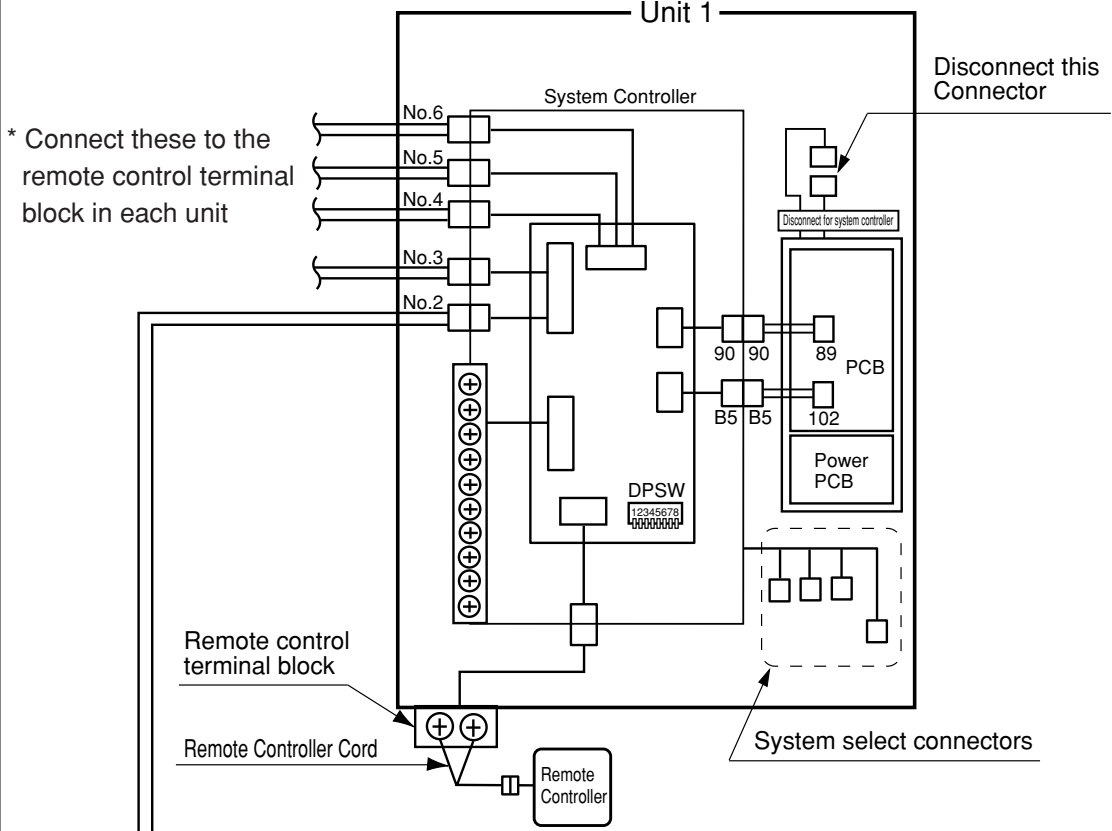 Unit 1
Disconnect this
Connector
System Controller
* Connect these to the
remote control terminal
block in each unit
No.6
No.5
No.4
No.3
No.2
Disconnect for system controller
90 90 89
PCB
B5 B5 102
Power
PCB
DPSW
12345678
Remote control
terminal block
Remote Controller Cord
System select connectors
Remote
Controller